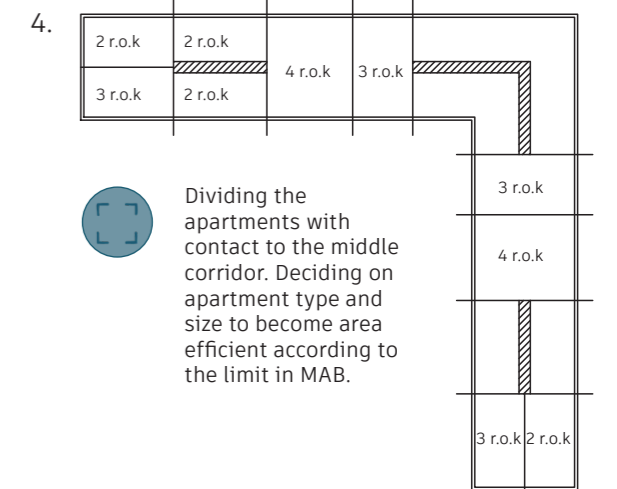 4.
2 r.o.k
2 r.o.k
4 r.o.k
3 r.o.k
3 r.o.k
2 r.o.k
3 r.o.k
4 r.o.k
3 r.o.k
2 r.o.k
Dividing the
apartments with
contact to the middle
corridor. Deciding on
apartment type and
size to become area
efficient according to
the limit in MAB.